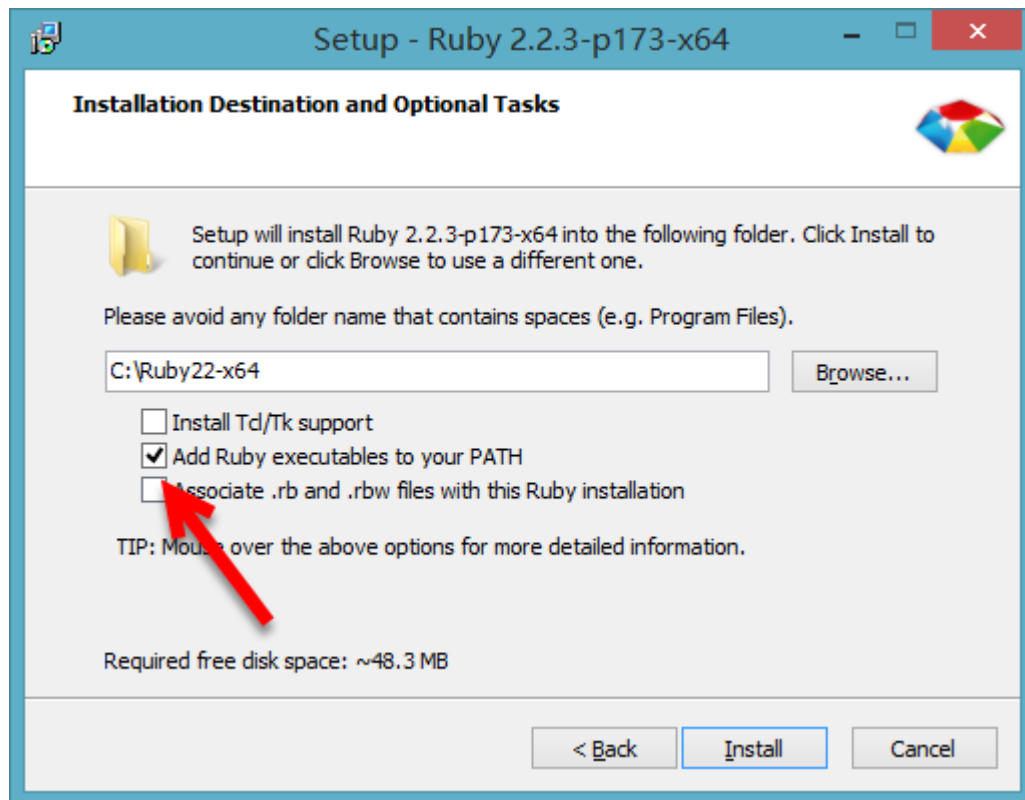 Setup - Ruby 2.2.3-p173-x64
Installation Destination and Optional Tasks
Setup will install Ruby 2.2.3-p173-x64 into the following folder. Click Install to
continue or click Browse to use a different one.
Please avoid any folder name that contains spaces (e.g. Program Files).
C:\Ruby22-x64
Browse...
Install Tcl/Tk support
Add Ruby executables to your PATH
Associate .rb and .rbw files with this Ruby installation
TIP: Mouse over the above options for more detailed information.
Required free disk space: ~48.3 MB
< Back
Install
Cancel